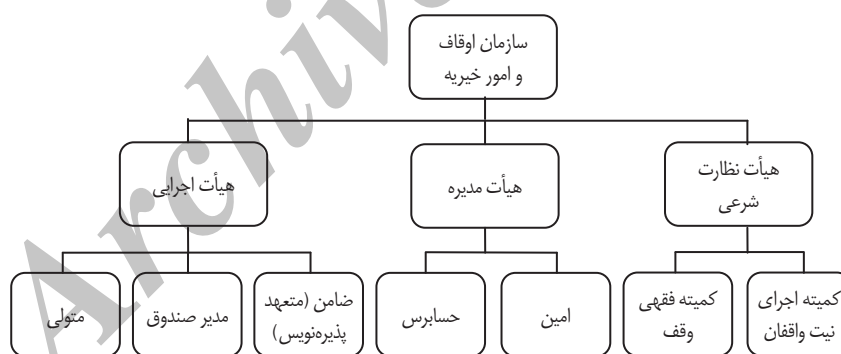 سازمان اوقاف
و امور خیریه
هیأت نظارت
شرعی
هیأت مدیره
هیأت اجرایی
کمیته اجرای
نیت واقفان
کمیته فقهی
وقف
امین
حسابرس
ضامن (متعهد
پذیره‌نویس)
مدیر صندوق
متولی